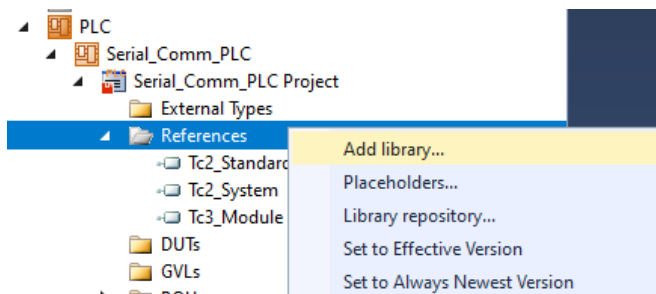 PLC
Serial_Comm_PLC
Serial_Comm_PLC Project
External Types
References
Add library...
Tc2_Standard
Placeholders...
Tc2_System
Library repository...
Tc3_Module
DUTs
Set to Effective Version
GVLs
Set to Always Newest Version